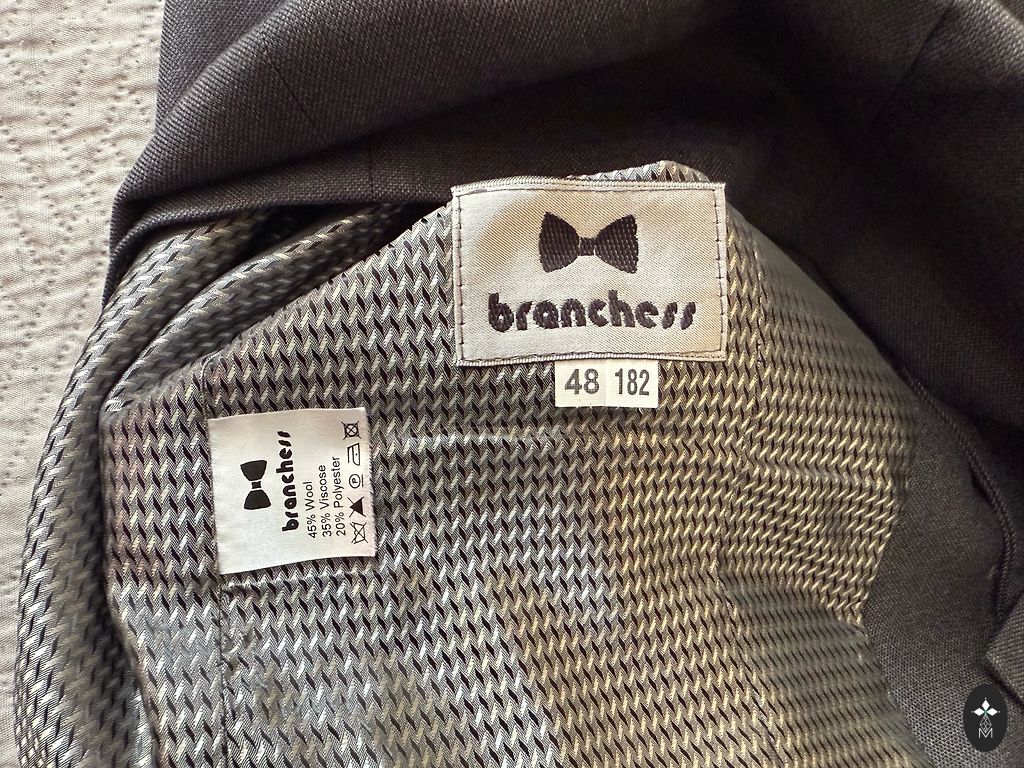 branchess
48 182
branchess
45% Wool
35% Viscose
20% Polyester